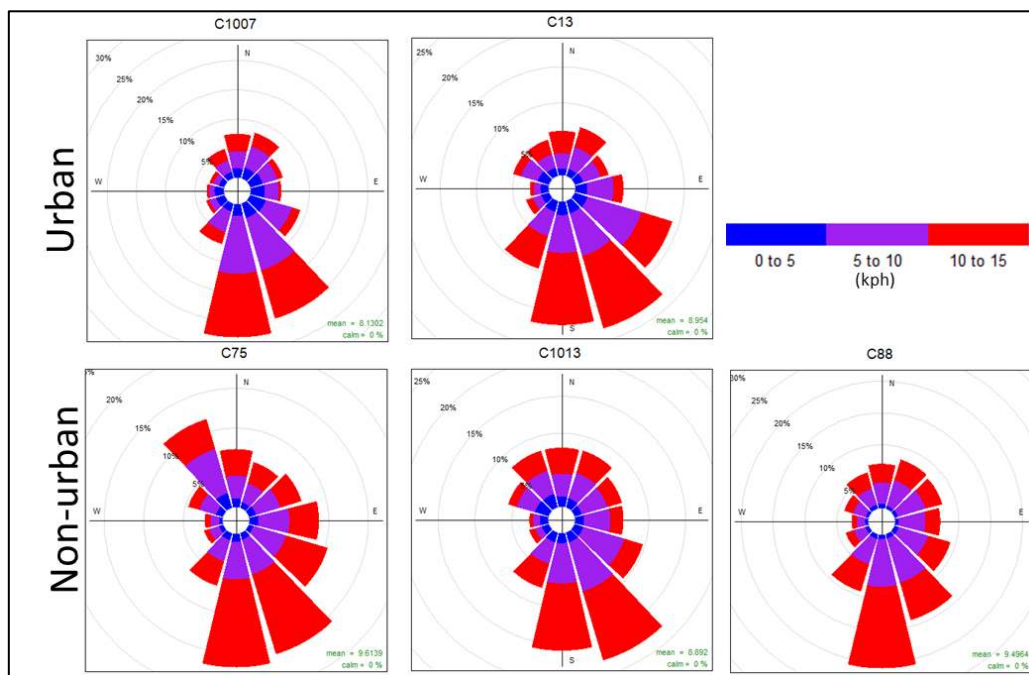 C1007
C13
Urban
N
30%
25%
20%
15%
10%
5%
W
E
mean = 8.1302
calm = 0 %
N
25%
20%
15%
10%
5%
W
E
S
mean = 8.954
calm = 0 %
0 to 5
5 to 10
10 to 15
(kph)
C75
C1013
C88
Non-urban
N
20%
15%
10%
5%
W
E
mean = 9.6139
calm = 0 %
N
25%
20%
15%
10%
5%
W
E
S
mean = 8.892
calm = 0 %
N
30%
25%
20%
15%
10%
5%
W
E
mean = 9.4964
calm = 0 %